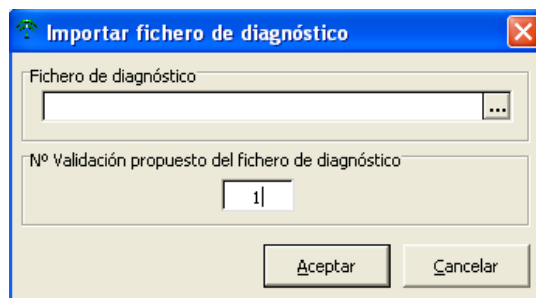 Importar fichero de diagnóstico
Fichero de diagnóstico
...
Nº Validación propuesto del fichero de diagnóstico
1
Aceptar Cancelar